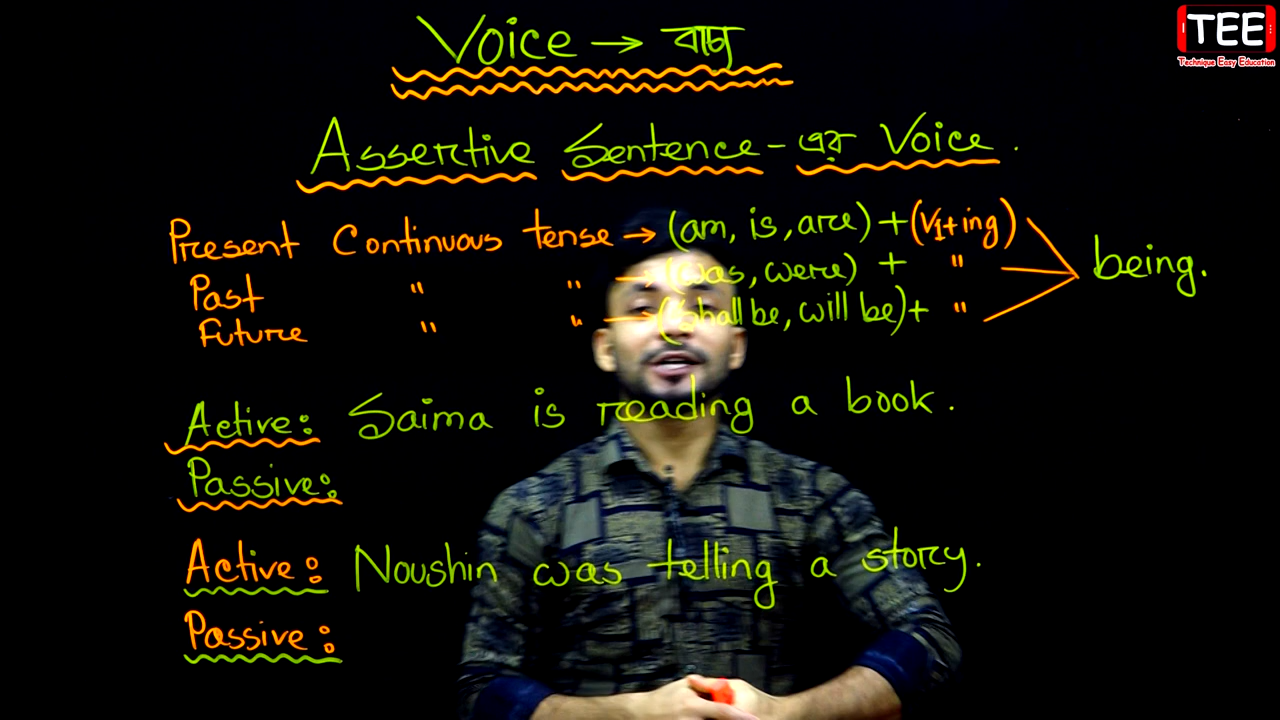 Voice → বাচ্য
TEE
Technique Easy Education
Assertive Sentence - এর Voice.
Present Continuous tense → (am, is, are) + (V1+ing)
Past " " → (was, were) + "
Future " " → (shall be, will be) + "
being.
Active: Saima is reading a book.
Passive:
Active: Noushin was telling a story.
Passive: